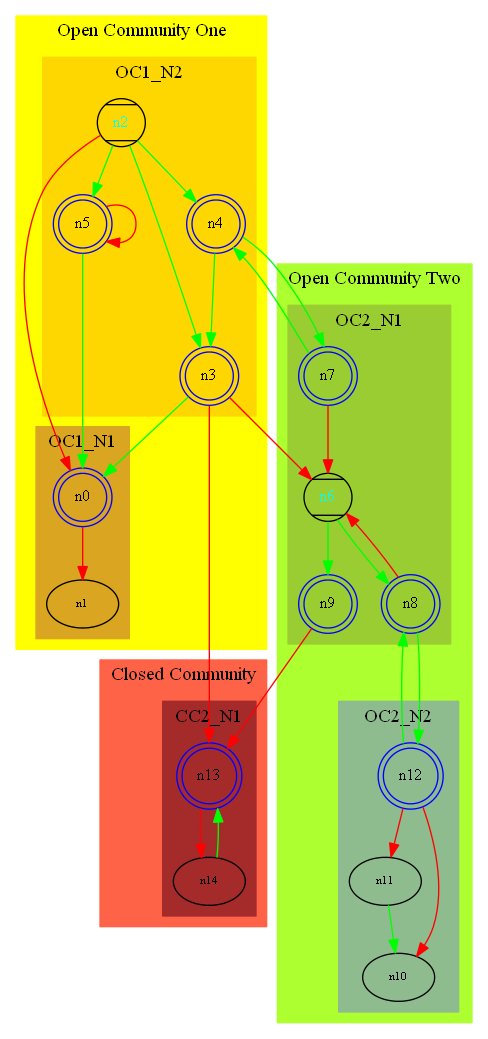 Open Community One
OC1_N2
n2
n5
n4
Open Community Two
OC2_N1
n3
n7
OC1_N1
n0
n6
n1
n9
n8
Closed Community
CC2_N1
OC2_N2
n13
n12
n14
n11
n10